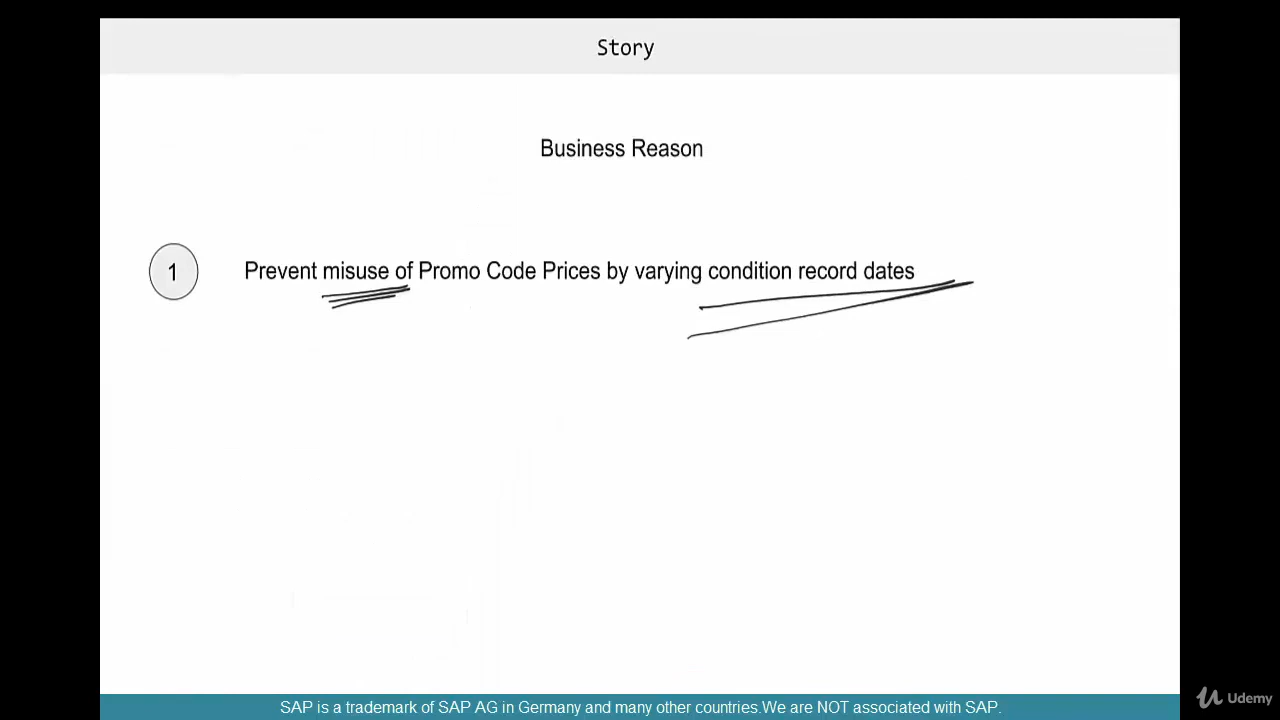 Story
Business Reason
1 Prevent misuse of Promo Code Prices by varying condition record dates
SAP is a trademark of SAP AG in Germany and many other countries.We are NOT associated with SAP.
Udemy